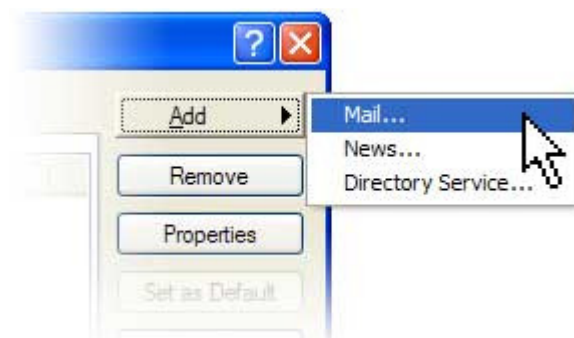 Add
Mail...
News...
Directory Service...
Remove
Properties
Set as Default